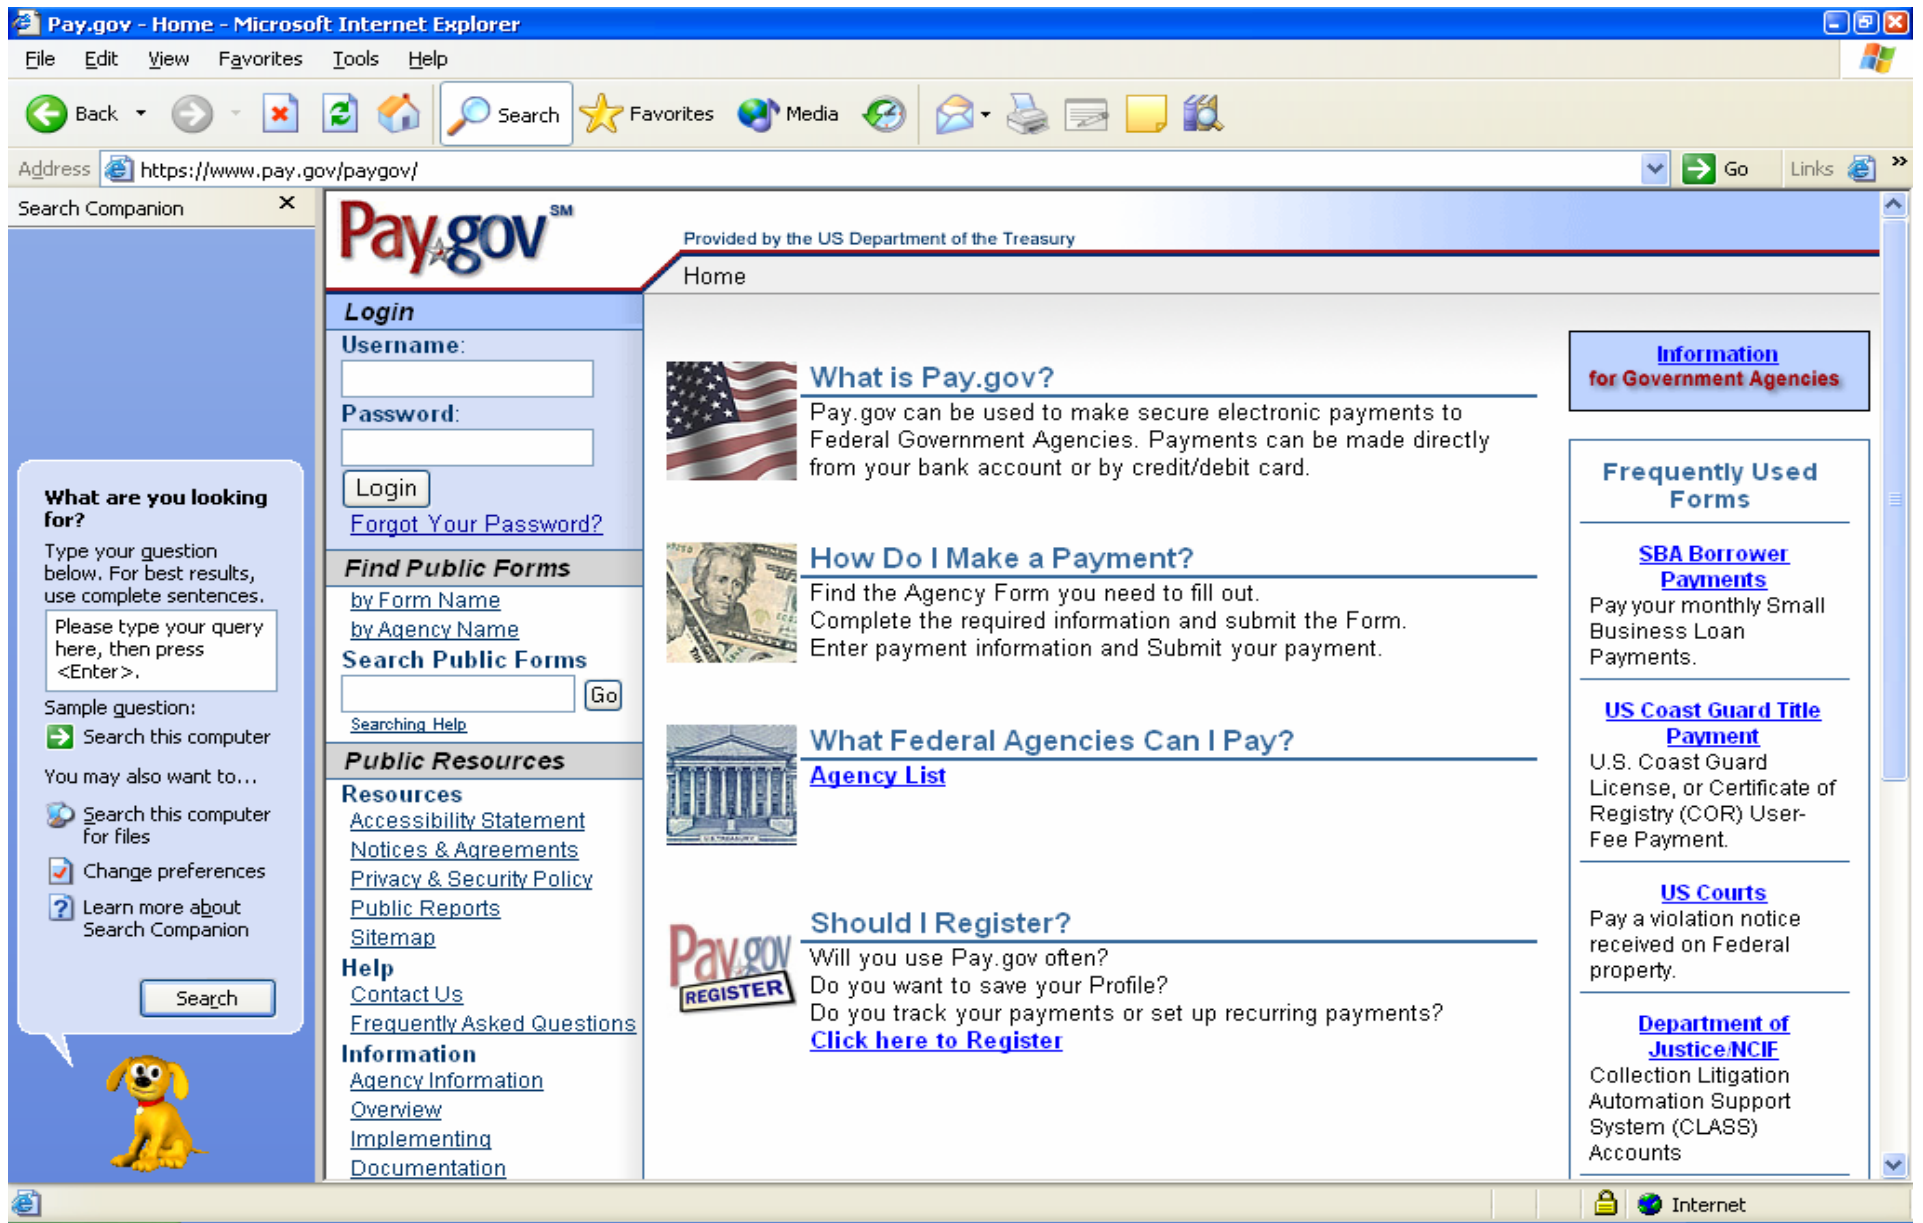 Pay.gov - Home - Microsoft Internet Explorer
File Edit View Favorites Tools Help
Back Search Favorites Media
Address https://www.pay.gov/paygov/ Go Links »
Search Companion
What are you looking
for?
Type your question
below. For best results,
use complete sentences.
Please type your query
here, then press
<Enter>.
Sample question:
Search this computer
You may also want to...
Search this computer
for files
Change preferences
Learn more about
Search Companion
Search
Pay.gov SM
Provided by the US Department of the Treasury
Home
Login
Username:
Password:
Login
Forgot Your Password?
Find Public Forms
by Form Name
by Agency Name
Search Public Forms
Go
Searching Help
Public Resources
Resources
Accessibility Statement
Notices & Agreements
Privacy & Security Policy
Public Reports
Sitemap
Help
Contact Us
Frequently Asked Questions
Information
Agency Information
Overview
Implementing
Documentation
What is Pay.gov?
Pay.gov can be used to make secure electronic payments to
Federal Government Agencies. Payments can be made directly
from your bank account or by credit/debit card.
How Do I Make a Payment?
Find the Agency Form you need to fill out.
Complete the required information and submit the Form.
Enter payment information and Submit your payment.
What Federal Agencies Can I Pay?
Agency List
U.S. TREASURY
Should I Register?
Pay.gov
REGISTER
Will you use Pay.gov often?
Do you want to save your Profile?
Do you track your payments or set up recurring payments?
Click here to Register
Information
for Government Agencies
Frequently Used
Forms
SBA Borrower
Payments
Pay your monthly Small
Business Loan
Payments.
US Coast Guard Title
Payment
U.S. Coast Guard
License, or Certificate of
Registry (COR) User-
Fee Payment.
US Courts
Pay a violation notice
received on Federal
property.
Department of
Justice/NCIF
Collection Litigation
Automation Support
System (CLASS)
Accounts
Internet